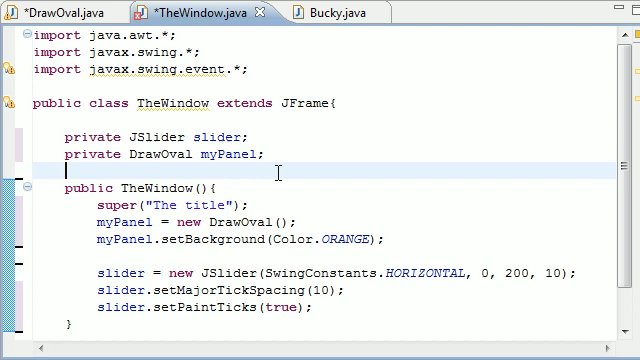 *DrawOval.java
*TheWindow.java
Bucky.java
import java.awt.*;
import javax.swing.*;
import javax.swing.event.*;
public class TheWindow extends JFrame{
private JSlider slider;
private DrawOval myPanel;
public TheWindow(){
super("The title");
myPanel = new DrawOval();
myPanel.setBackground(Color.ORANGE);
slider = new JSlider(SwingConstants.HORIZONTAL, 0, 200, 10);
slider.setMajorTickSpacing(10);
slider.setPaintTicks(true);
}